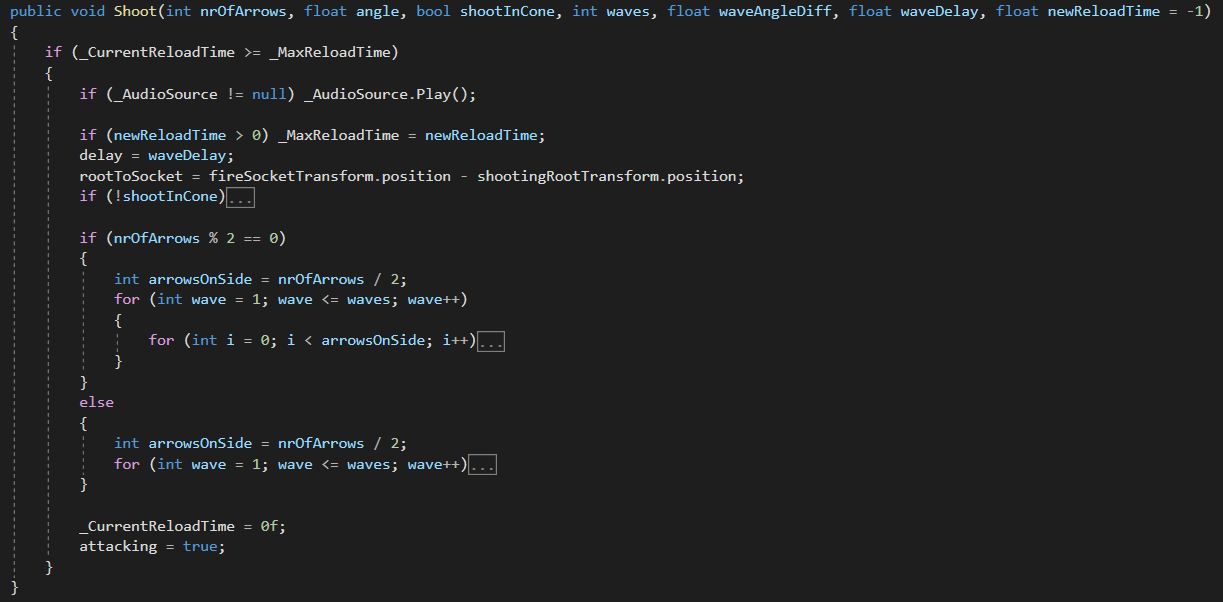 public void Shoot(int nrOfArrows, float angle, bool shootInCone, int waves, float waveAngleDiff, float waveDelay, float newReloadTime = -1)
{
    if (_CurrentReloadTime >= _MaxReloadTime)
    {
        if (_AudioSource != null) _AudioSource.Play();

        if (newReloadTime > 0) _MaxReloadTime = newReloadTime;
        delay = waveDelay;
        rootToSocket = fireSocketTransform.position - shootingRootTransform.position;
        if (!shootInCone)...

        if (nrOfArrows % 2 == 0)
        {
            int arrowsOnSide = nrOfArrows / 2;
            for (int wave = 1; wave <= waves; wave++)
            {
                for (int i = 0; i < arrowsOnSide; i++)...
            }
        }
        else
        {
            int arrowsOnSide = nrOfArrows / 2;
            for (int wave = 1; wave <= waves; wave++)...
        }

        _CurrentReloadTime = 0f;
        attacking = true;
    }
}